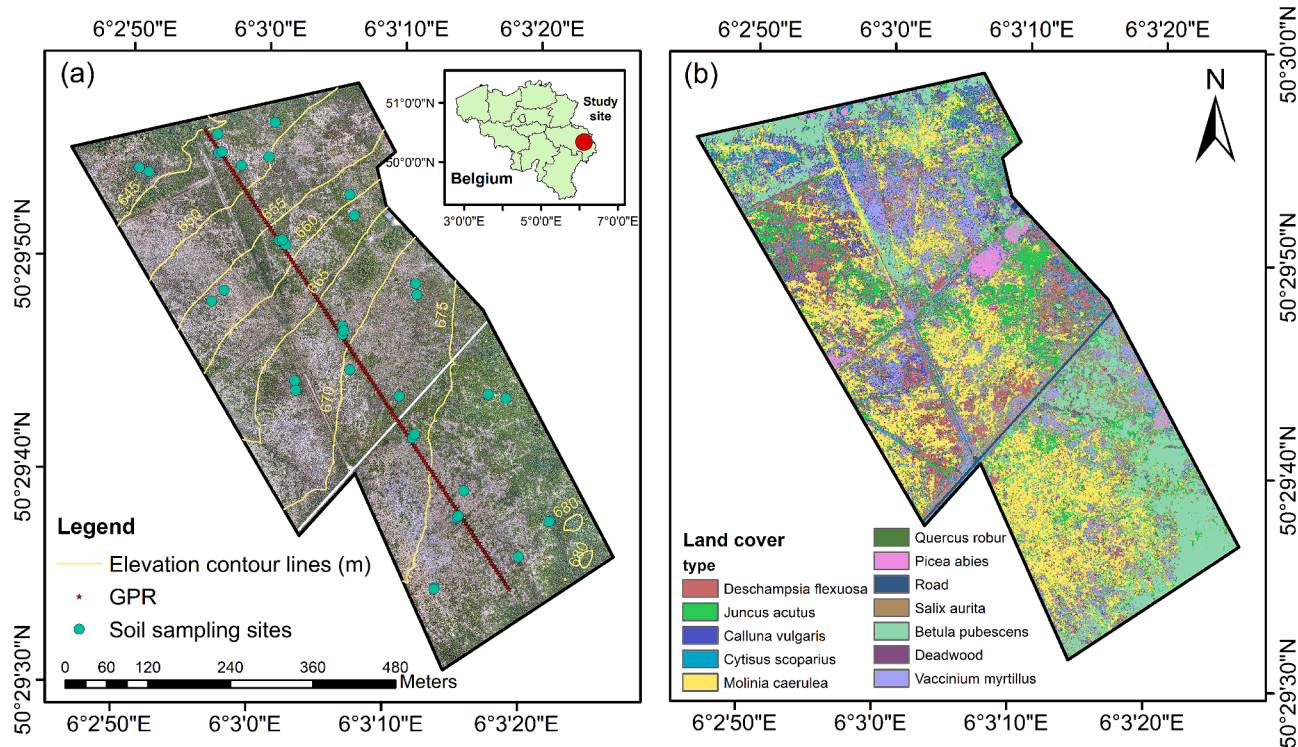 6°2'50"E 6°3'0"E 6°3'10"E 6°3'20"E
(a)
50°29'50"N
50°29'40"N
50°29'30"N
51°0'0"N
50°0'0"N
Study
site
Belgium
3°0'0"E 5°0'0"E 7°0'0"E
645
650
655
660
665
670
675
680
680
Legend
Elevation contour lines (m)
GPR
Soil sampling sites
0 60 120 240 360 480
Meters
6°2'50"E 6°3'0"E 6°3'10"E 6°3'20"E
6°2'50"E 6°3'0"E 6°3'10"E 6°3'20"E
(b)
N
50°30'0"N
50°29'50"N
50°29'40"N
50°29'30"N
Land cover
type
Deschampsia flexuosa
Juncus acutus
Calluna vulgaris
Cytisus scoparius
Molinia caerulea
Quercus robur
Picea abies
Road
Salix aurita
Betula pubescens
Deadwood
Vaccinium myrtillus
6°2'50"E 6°3'0"E 6°3'10"E 6°3'20"E